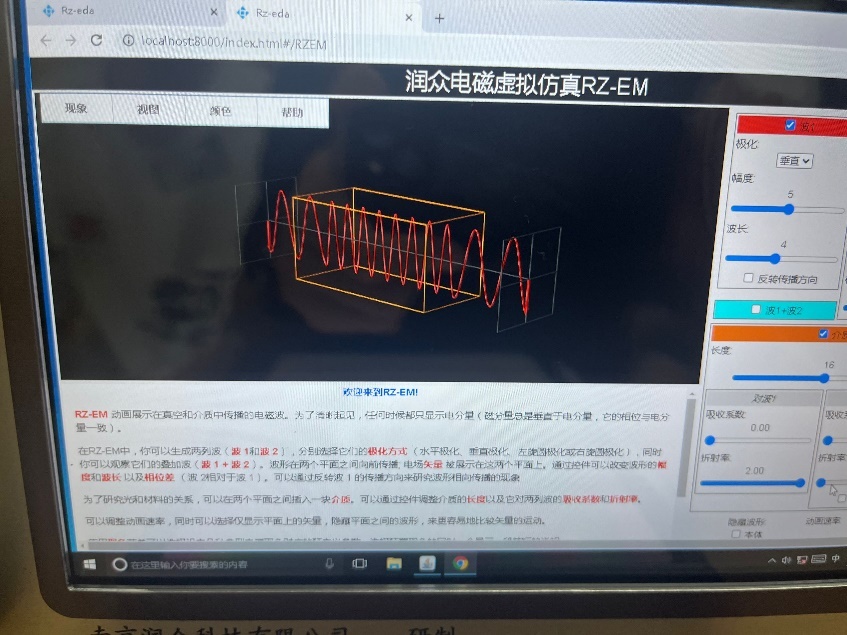 Rz-eda
Rz-eda
localhost:8000/index.html#/RZEM
润众电磁虚拟仿真RZ-EM
现象 视图 颜色 帮助
极化:
垂直
幅度:
5
波长:
4
反转传播方向
波1+波2
长度:
16
对波1
吸收系数:
吸收系
0.00
折射率:
折射率
2.00
隐藏波形:
动画速率
本体
欢迎来到RZ-EM!
RZ-EM 动画展示在真空和介质中传播的电磁波。为了清晰起见，任何时候都只显示电分量（磁分量总是垂直于电分量，它的相位与电分
量一致）。
在RZ-EM中，你可以生成两列波（波 1和波 2），分别选择它们的极化方式（水平极化、垂直极化、左旋圆极化或右旋圆极化），同时
你可以观察它们的叠加波（波 1 + 波 2）。波形在两个平面之间向前传播; 电场矢量 被展示在这两个平面上。通过控件可以改变波形的幅
度和波长 以及相位差 （波 2相对于波 1）。可以通过反转波 1 的传播方向来研究波形相向传播的现象
为了研究光和材料的关系，可以在两个平面之间插入一块介质。可以通过控件调整介质的长度以及它对两列波的吸收系数和折射率。
可以调整动画速率，同时可以选择仅显示平面上的矢量，隐藏平面之间的波形，来更容易地比较矢量的运动。
在这里输入你要搜索的内容
中